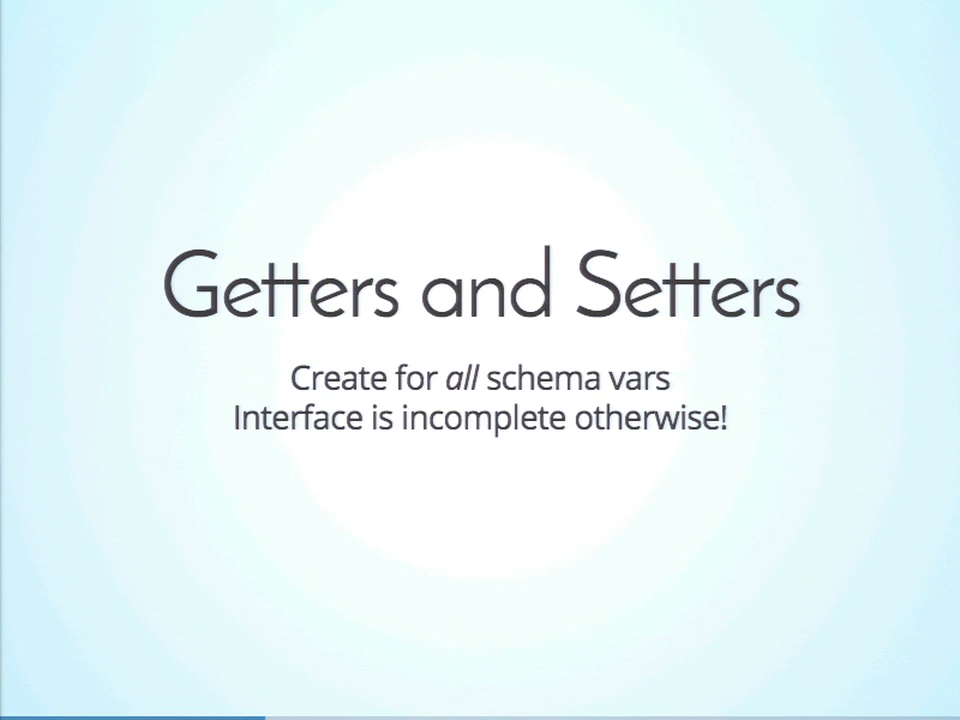 Getters and Setters
Create for all schema vars
Interface is incomplete otherwise!